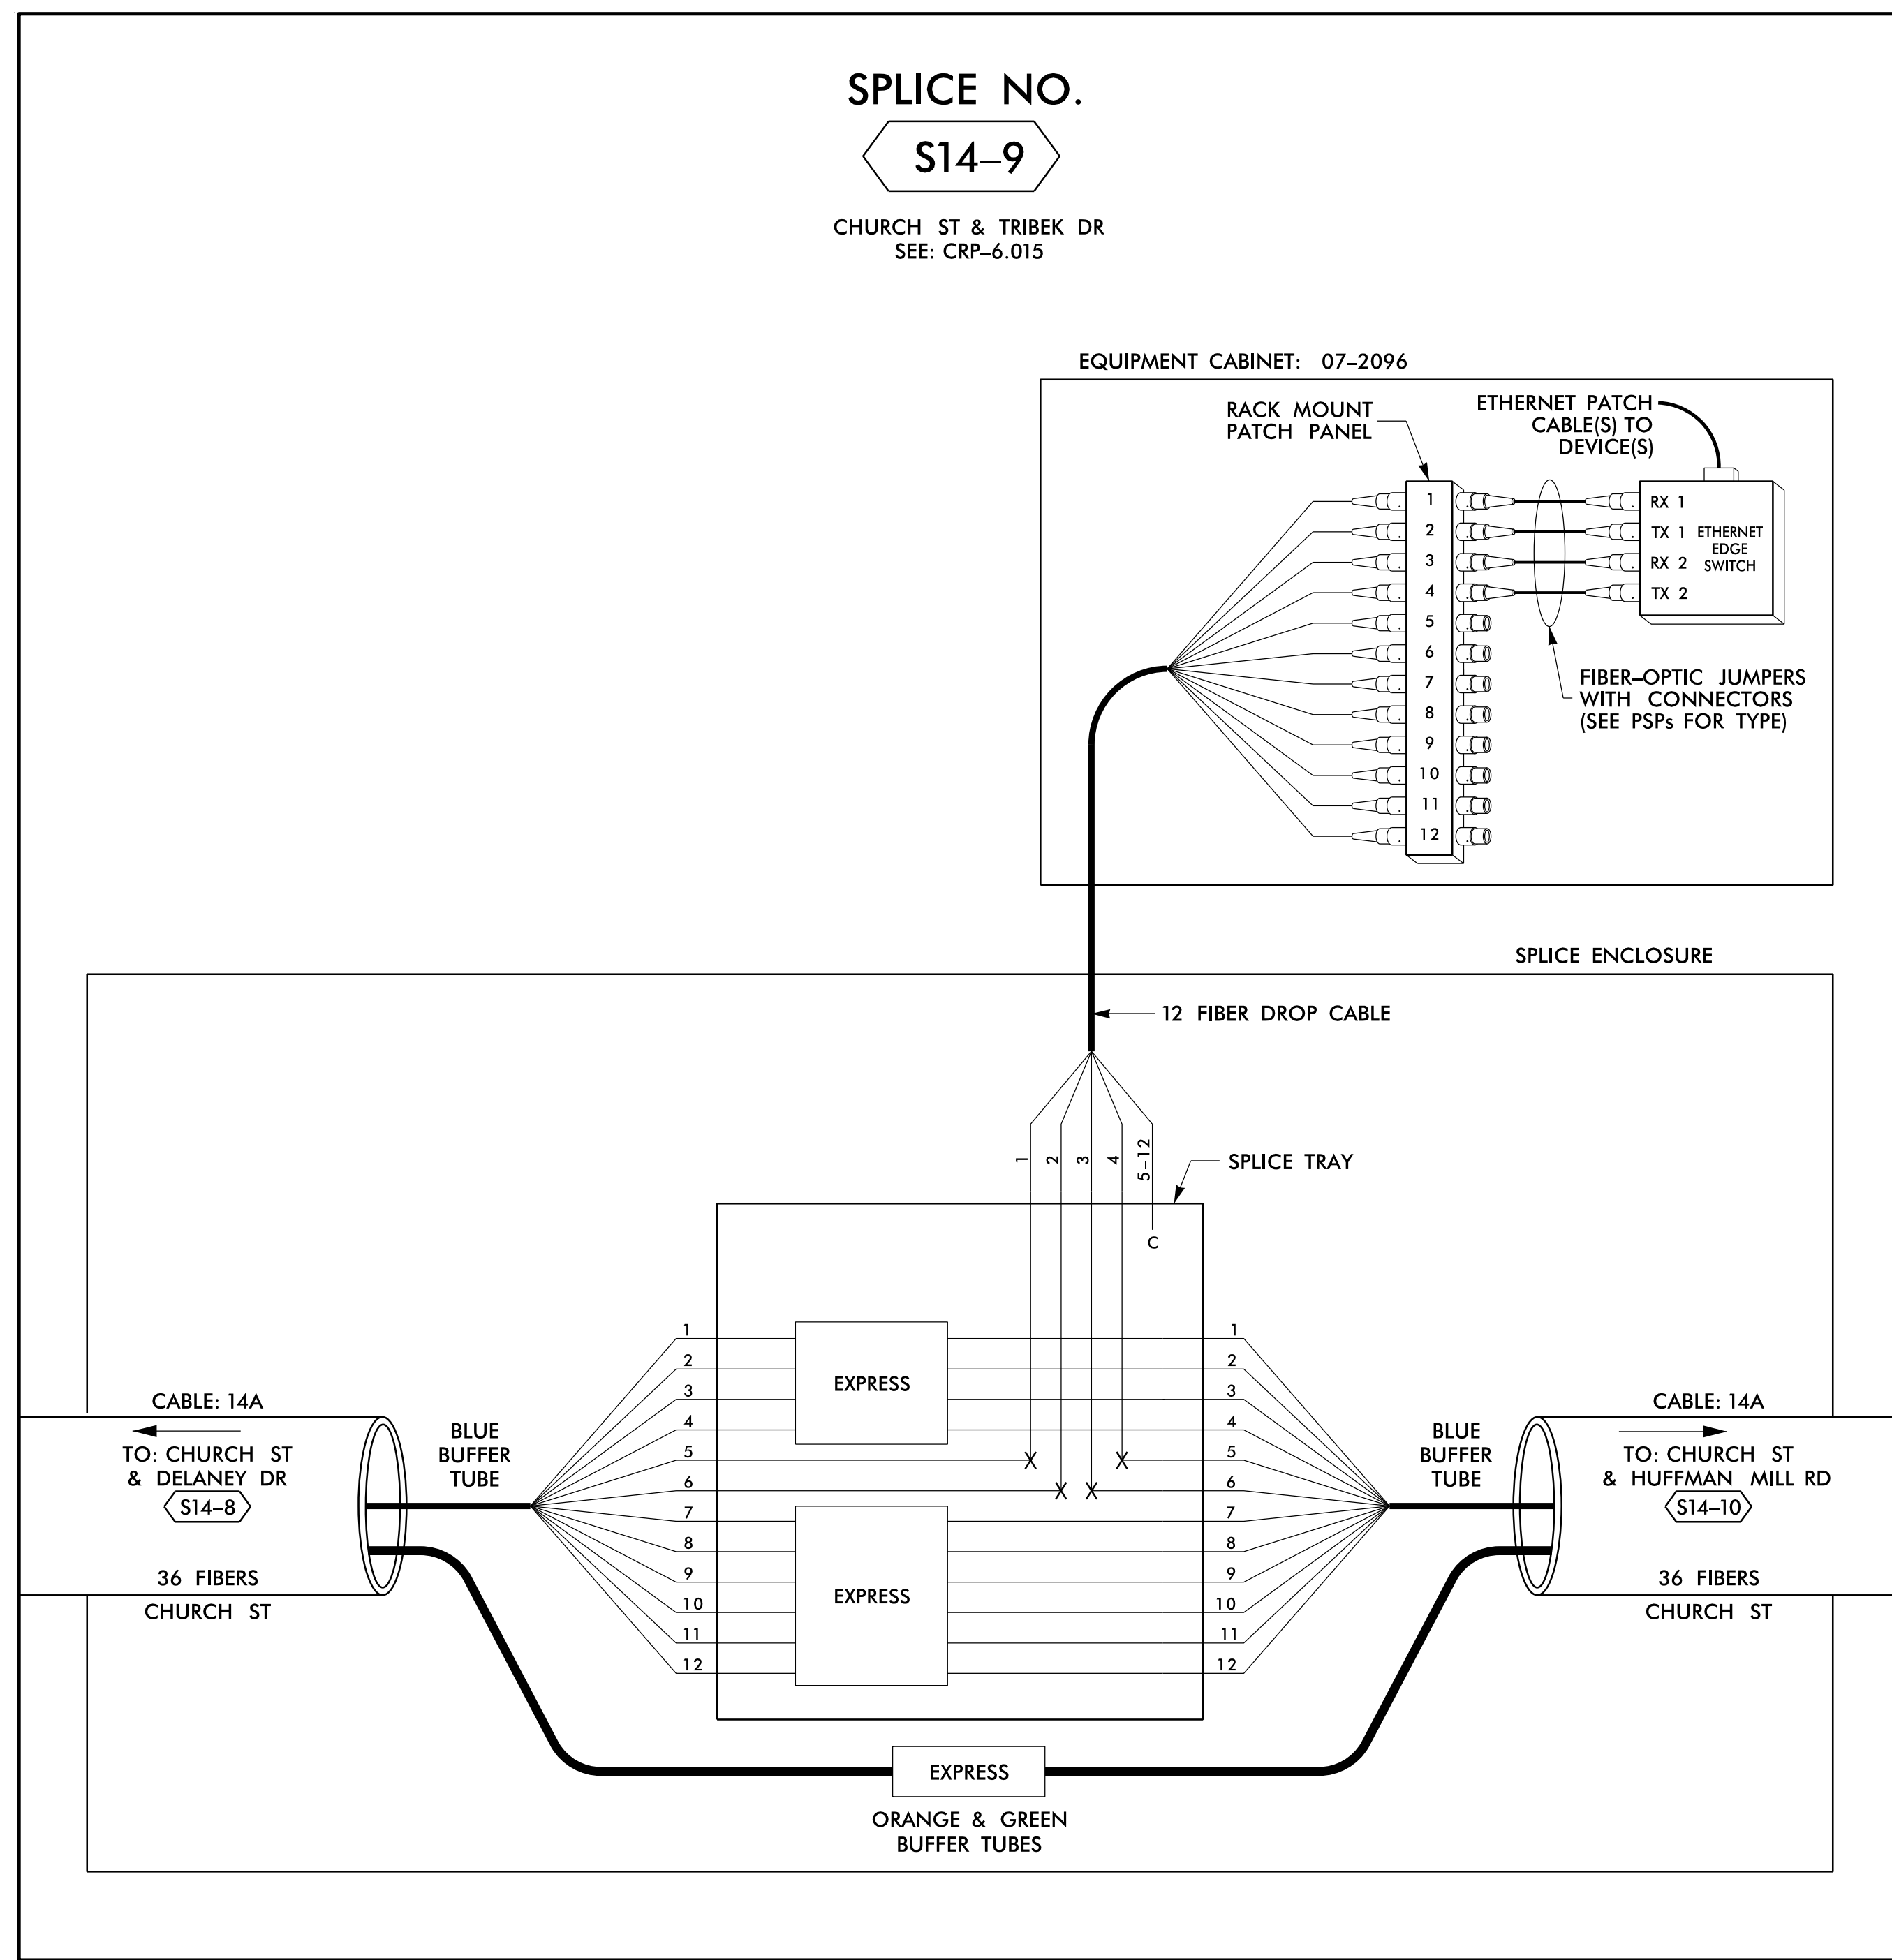 SPLICE NO.
S14–9
CHURCH ST & TRIBEK DR
SEE: CRP–6.015
EQUIPMENT CABINET: 07–2096
RACK MOUNT
PATCH PANEL
ETHERNET PATCH
CABLE(S) TO
DEVICE(S)
1
2
3
4
5
6
7
8
9
10
11
12
RX 1
TX 1
RX 2
TX 2
ETHERNET
EDGE
SWITCH
FIBER–OPTIC JUMPERS
WITH CONNECTORS
(SEE PSPs FOR TYPE)
SPLICE ENCLOSURE
12 FIBER DROP CABLE
1
2
3
4
5–12
SPLICE TRAY
C
CABLE: 14A
TO: CHURCH ST
& DELANEY DR
S14–8
36 FIBERS
CHURCH ST
BLUE
BUFFER
TUBE
1
2
3
4
5
6
7
8
9
10
11
12
EXPRESS
EXPRESS
1
2
3
4
5
6
7
8
9
10
11
12
BLUE
BUFFER
TUBE
CABLE: 14A
TO: CHURCH ST
& HUFFMAN MILL RD
S14–10
36 FIBERS
CHURCH ST
EXPRESS
ORANGE & GREEN
BUFFER TUBES